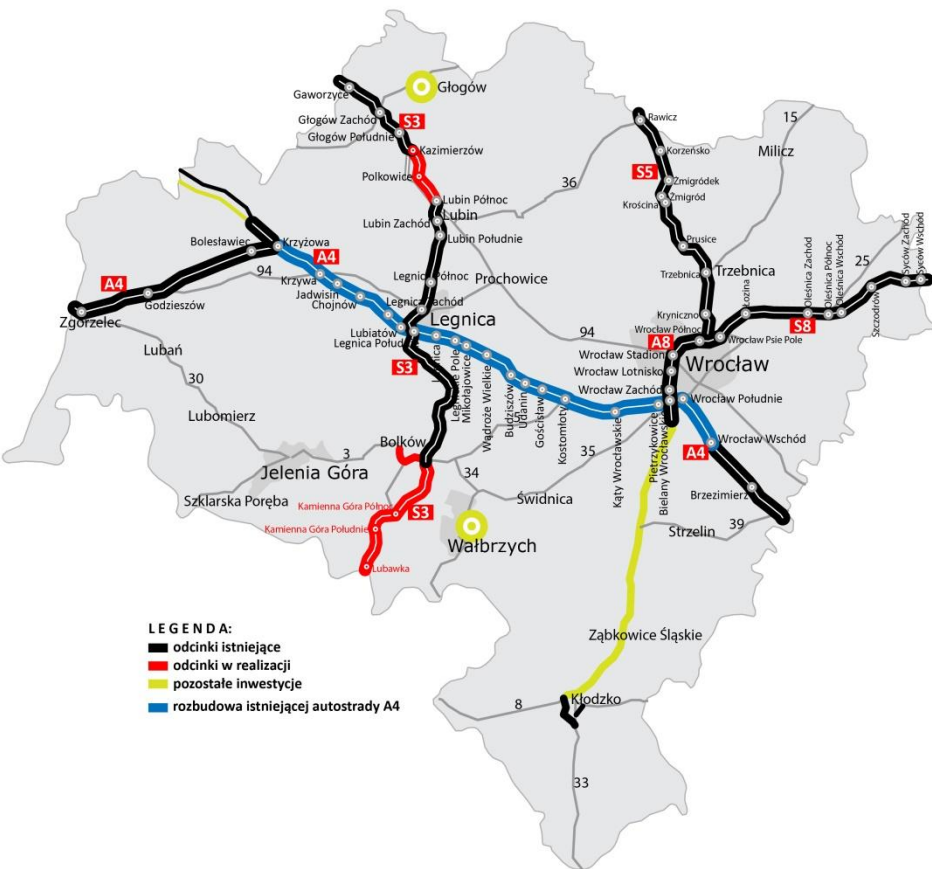 Gaworzyce
Głogów
Głogów Zachód
S3
Głogów Południe
Kazimierzów
Polkowice
Lubin Północ
Lubin
Lubin Zachód
Lubin Południe
36
Rawicz
15
Korzeńsko
Milicz
S5
Żmigródek
Żmigród
Krościna
Prusice
Trzebnica
Trzebnica
Bolesławiec
Krzyżowa
A4
A4
94
Godzieszów
Zgorzelec
Krzywa
Jadwisin
Chojnów
Legnica Północ
Prochowice
Legnica Zachód
Legnica
Lubiatów
Legnica Połud
S3
Legnickie Pole
Mikołajowice
Wądroże Wielkie
Budziszów
Udanin
Gościsław
Kostomłoty
5
94
Kąty Wrocławskie
Pietrzykowice
Bielany Wrocławskie
Kryniczno
Łozina
Wrocław Północ
A8
Wrocław Psie Pole
S8
Oleśnica Zachód
Oleśnica Północ
Oleśnica Wschód
Szczodrów
25
Syców Zachód
Syców Wschód
Wrocław Stadion
Wrocław
Wrocław Lotnisko
Wrocław Zachód
Wrocław Południe
Wrocław Wschód
A4
Brzezimierz
39
Strzelin
Lubań
30
Lubomierz
3
Jelenia Góra
Szklarska Poręba
Bolków
34
35
Świdnica
Kamienna Góra Północ
S3
Kamienna Góra Południe
Wałbrzych
Lubawka
Ząbkowice Śląskie
8
Kłodzko
33
LEGENDA:
odcinki istniejące
odcinki w realizacji
pozostałe inwestycje
rozbudowa istniejącej autostrady A4